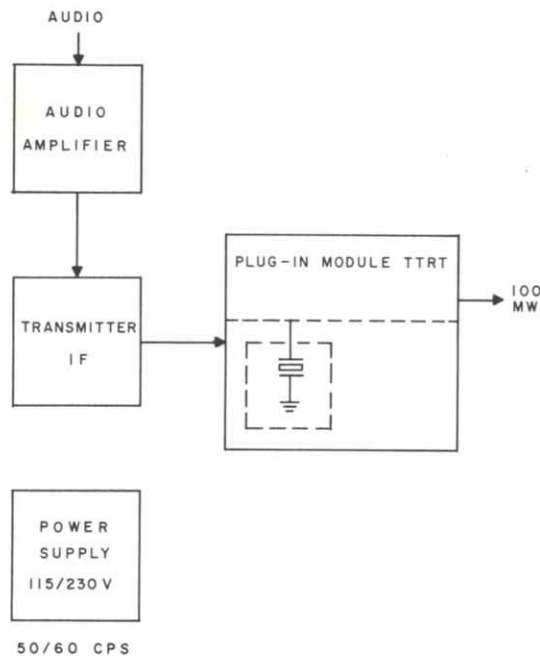 AUDIO
AUDIO
AMPLIFIER
PLUG-IN MODULE TTRT
100
MW
TRANSMITTER
IF
POWER
SUPPLY
115/230 V
50/60 CPS